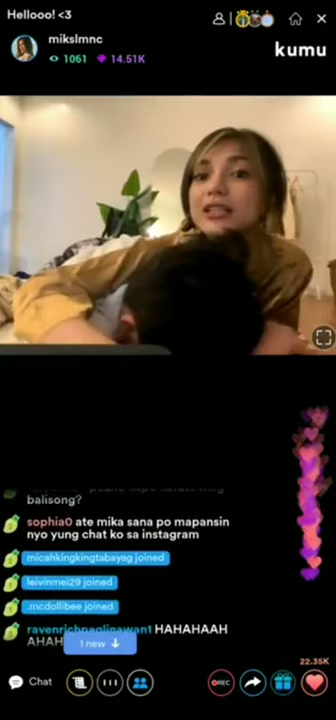 Hellooo! <3
mikslmnc
1061 14.51K
kumu
balisong?
sophia0 ate mika sana po mapansin
nyo yung chat ko sa instagram
micahkingkingtabayag joined
leivinmei29 joined
.mcdollibee joined
ravenrichpaglinawan1 HAHAHAAH
AHAH
1 new ↓
22.35K
Chat
REC